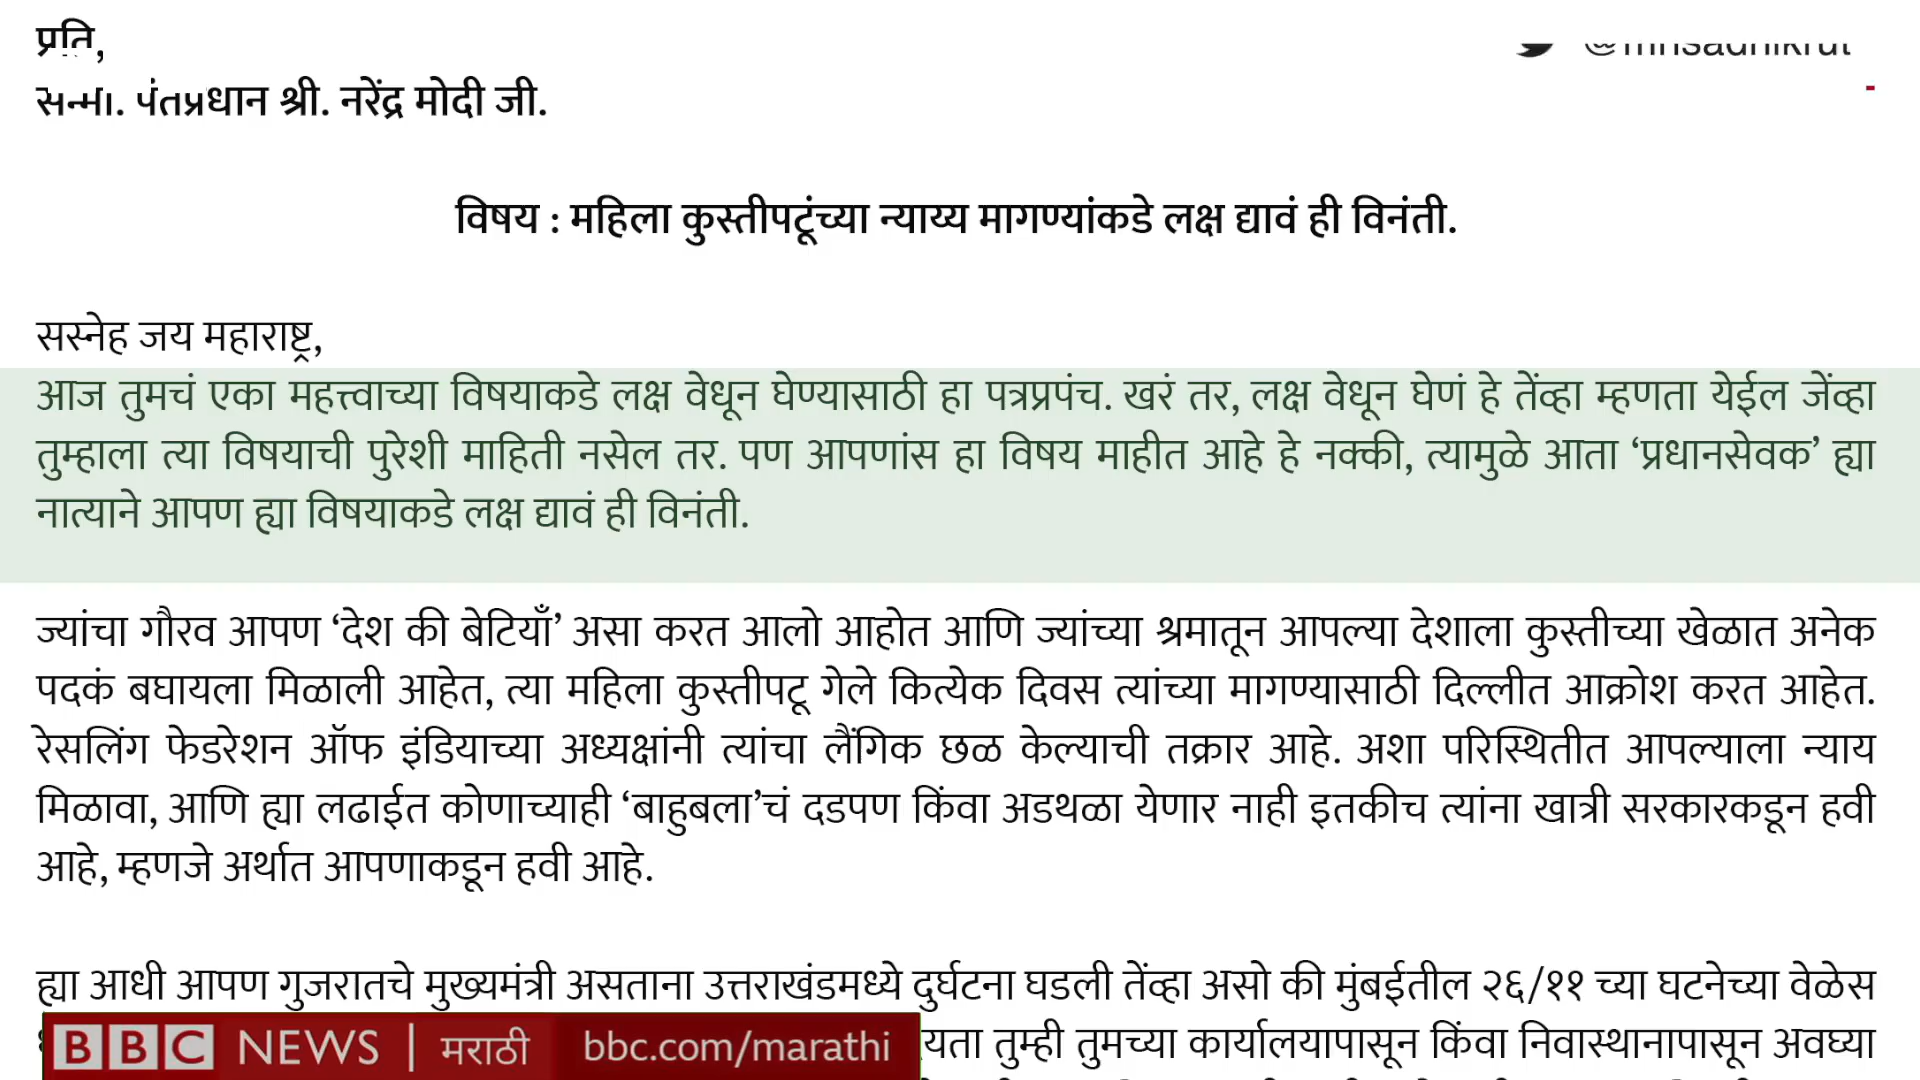 प्रति,
सन्मा. पंतप्रधान श्री. नरेंद्र मोदी जी.
@mnsadhikrut
विषय : महिला कुस्तीपटूंच्या न्याय्य मागण्यांकडे लक्ष द्यावं ही विनंती.
सस्नेह जय महाराष्ट्र,
आज तुमचं एका महत्त्वाच्या विषयाकडे लक्ष वेधून घेण्यासाठी हा पत्रप्रपंच. खरं तर, लक्ष वेधून घेणं हे तेंव्हा म्हणता येईल जेंव्हा
तुम्हाला त्या विषयाची पुरेशी माहिती नसेल तर. पण आपणांस हा विषय माहीत आहे हे नक्की, त्यामुळे आता ‘प्रधानसेवक’ ह्या
नात्याने आपण ह्या विषयाकडे लक्ष द्यावं ही विनंती.
ज्यांचा गौरव आपण ‘देश की बेटियाँ’ असा करत आलो आहोत आणि ज्यांच्या श्रमातून आपल्या देशाला कुस्तीच्या खेळात अनेक
पदकं बघायला मिळाली आहेत, त्या महिला कुस्तीपटू गेले कित्येक दिवस त्यांच्या मागण्यासाठी दिल्लीत आक्रोश करत आहेत.
रेसलिंग फेडरेशन ऑफ इंडियाच्या अध्यक्षांनी त्यांचा लैंगिक छळ केल्याची तक्रार आहे. अशा परिस्थितीत आपल्याला न्याय
मिळावा, आणि ह्या लढाईत कोणाच्याही ‘बाहुबला’चं दडपण किंवा अडथळा येणार नाही इतकीच त्यांना खात्री सरकारकडून हवी
आहे, म्हणजे अर्थात आपणाकडून हवी आहे.
ह्या आधी आपण गुजरातचे मुख्यमंत्री असताना उत्तराखंडमध्ये दुर्घटना घडली तेंव्हा असो की मुंबईतील २६/११ च्या घटनेच्या वेळेस
तुम्ही तुमच्या कार्यालयापासून किंवा निवास्थानापासून अवघ्या
BBC NEWS | मराठी bbc.com/marathi